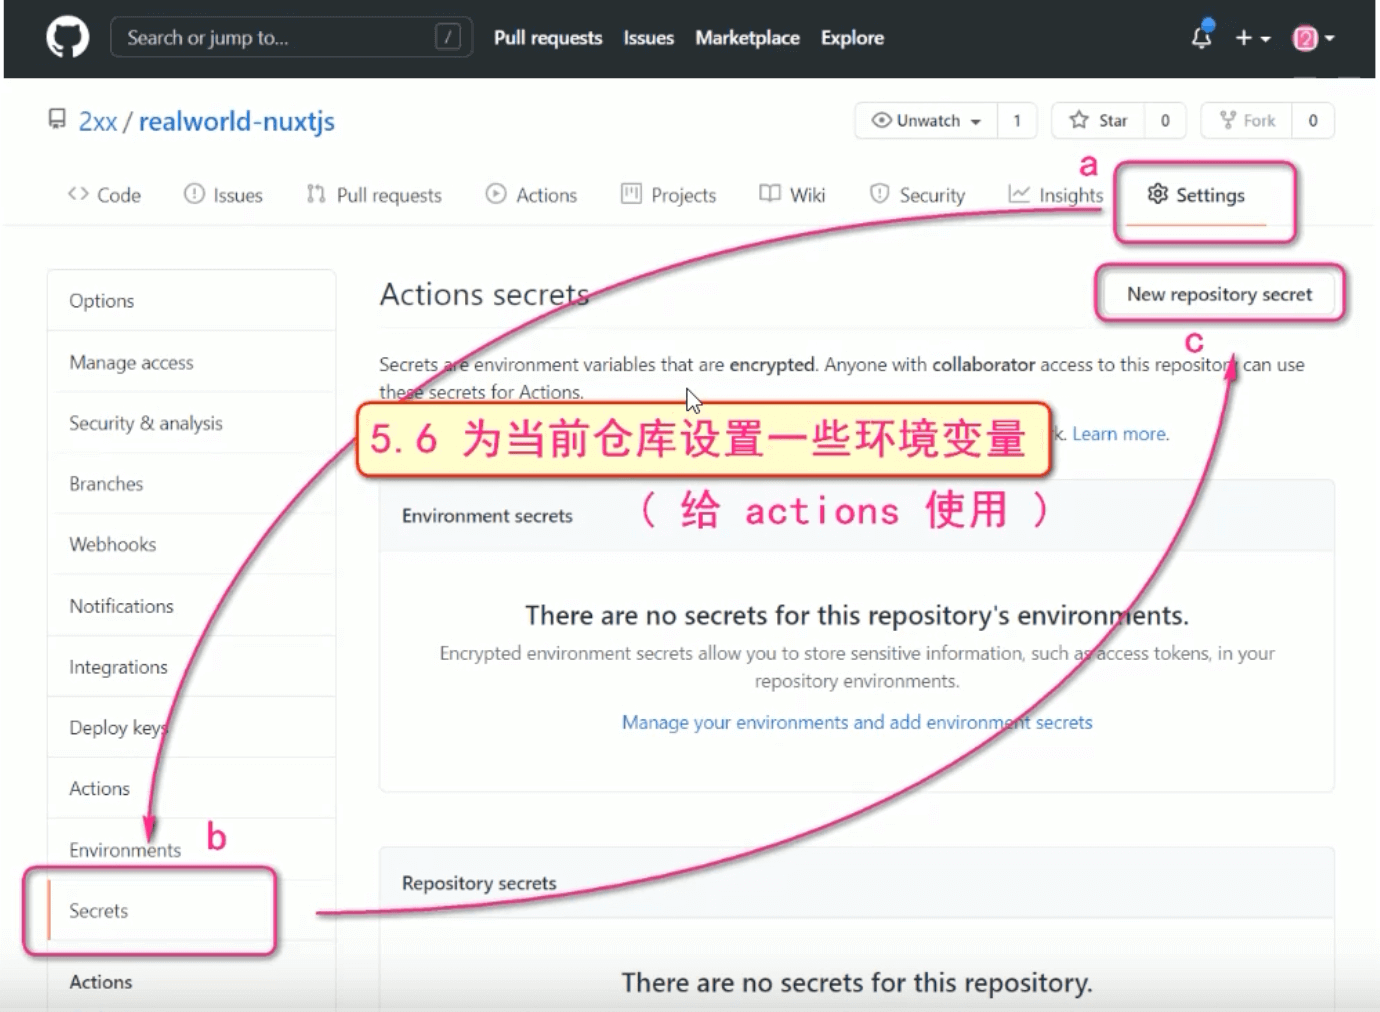 Search or jump to... / Pull requests Issues Marketplace Explore
2xx / realworld-nuxtjs Unwatch 1 Star 0 Fork 0
a
Code Issues Pull requests Actions Projects Wiki Security Insights Settings
Options
Manage access
Security & analysis
Branches
Webhooks
Notifications
Integrations
Deploy keys
Actions
Environments
b
Secrets
Actions
Actions secrets
New repository secret
c
Secrets are environment variables that are encrypted. Anyone with collaborator access to this repository can use
these secrets for Actions.
5.6 为当前仓库设置一些环境变量
k. Learn more.
( 给 actions 使用 )
Environment secrets
There are no secrets for this repository's environments.
Encrypted environment secrets allow you to store sensitive information, such as access tokens, in your
repository environments.
Manage your environments and add environment secrets
Repository secrets
There are no secrets for this repository.